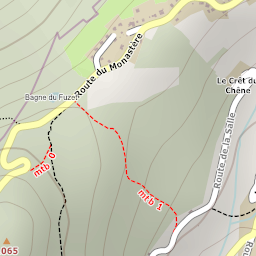 Route du Monastère
Le Crêt du
Chêne
Bagne du Fuzet
Route de la Salle
mtb 0
mtb 1
065